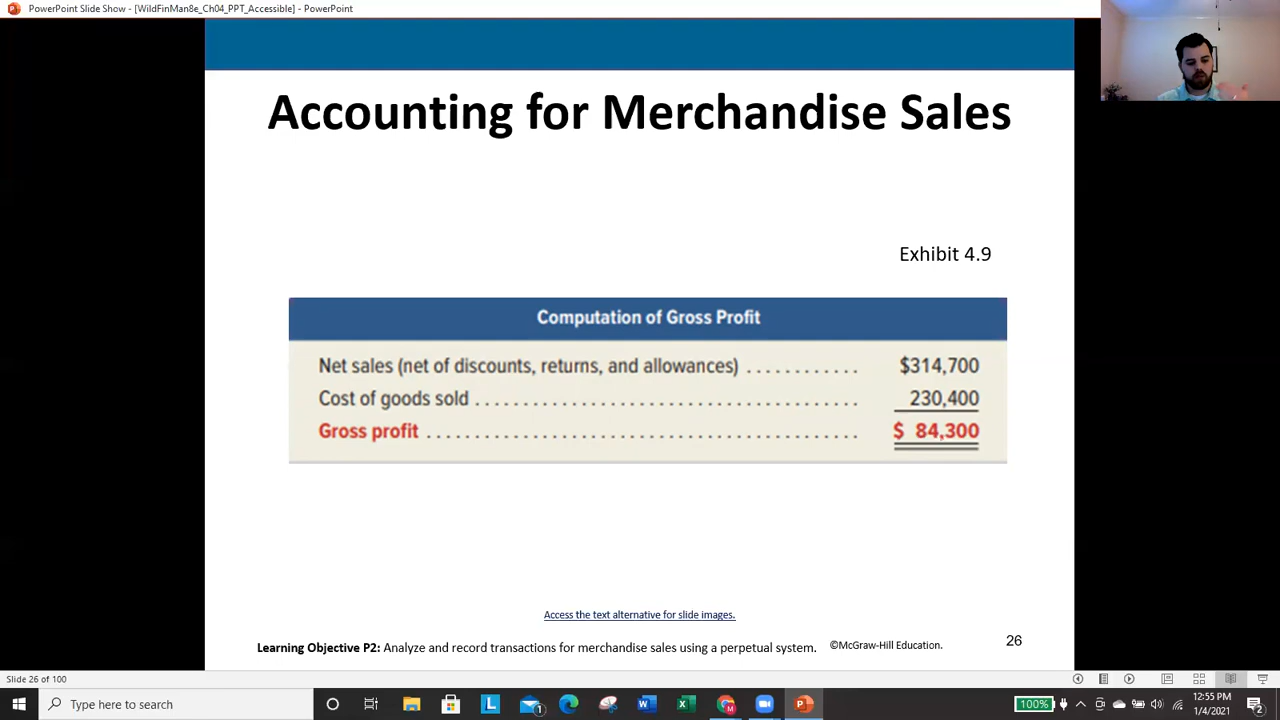 PowerPoint Slide Show - [WildFinMan8e_Ch04_PPT_Accessible] - PowerPoint
Accounting for Merchandise Sales
Exhibit 4.9
Computation of Gross Profit
Net sales (net of discounts, returns, and allowances) ............ $314,700
Cost of goods sold ............ 230,400
Gross profit ............ $ 84,300
Access the text alternative for slide images.
Learning Objective P2: Analyze and record transactions for merchandise sales using a perpetual system. ©McGraw-Hill Education. 26
Slide 26 of 100
Type here to search
100%
12:55 PM
1/4/2021